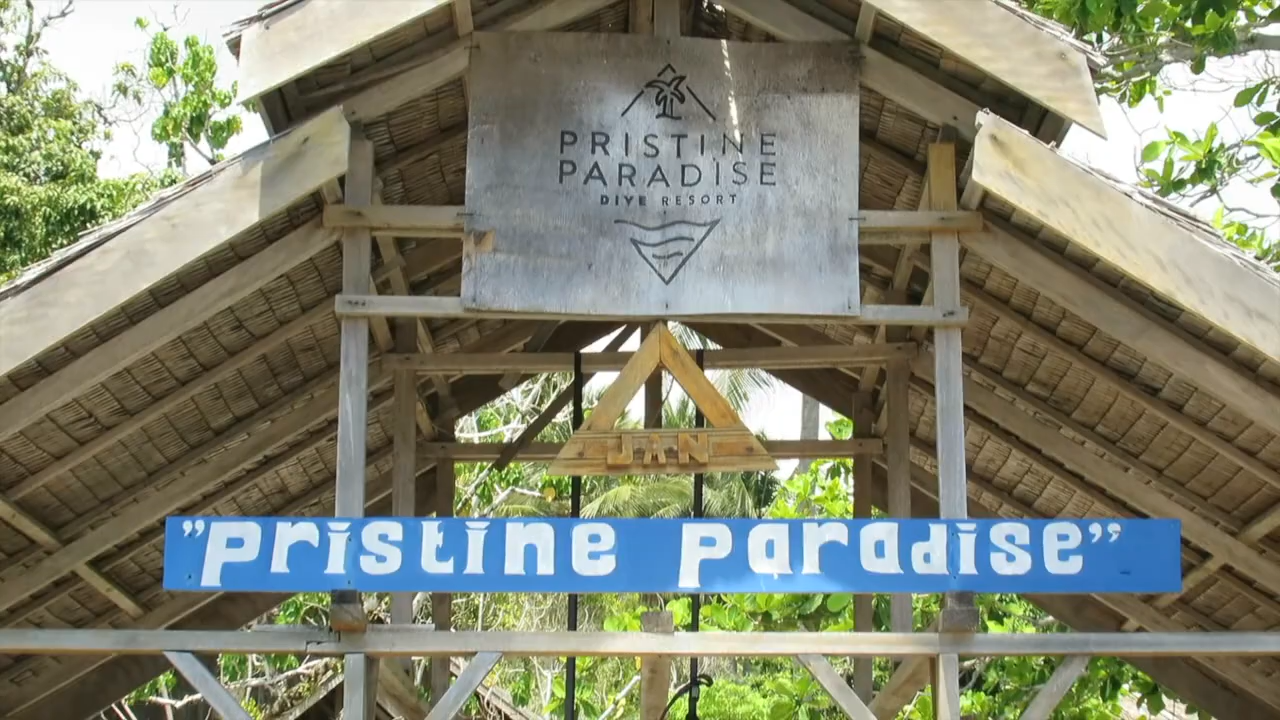 PRISTINE
PARADISE
DIVE RESORT
JAN
"pristine paradise"